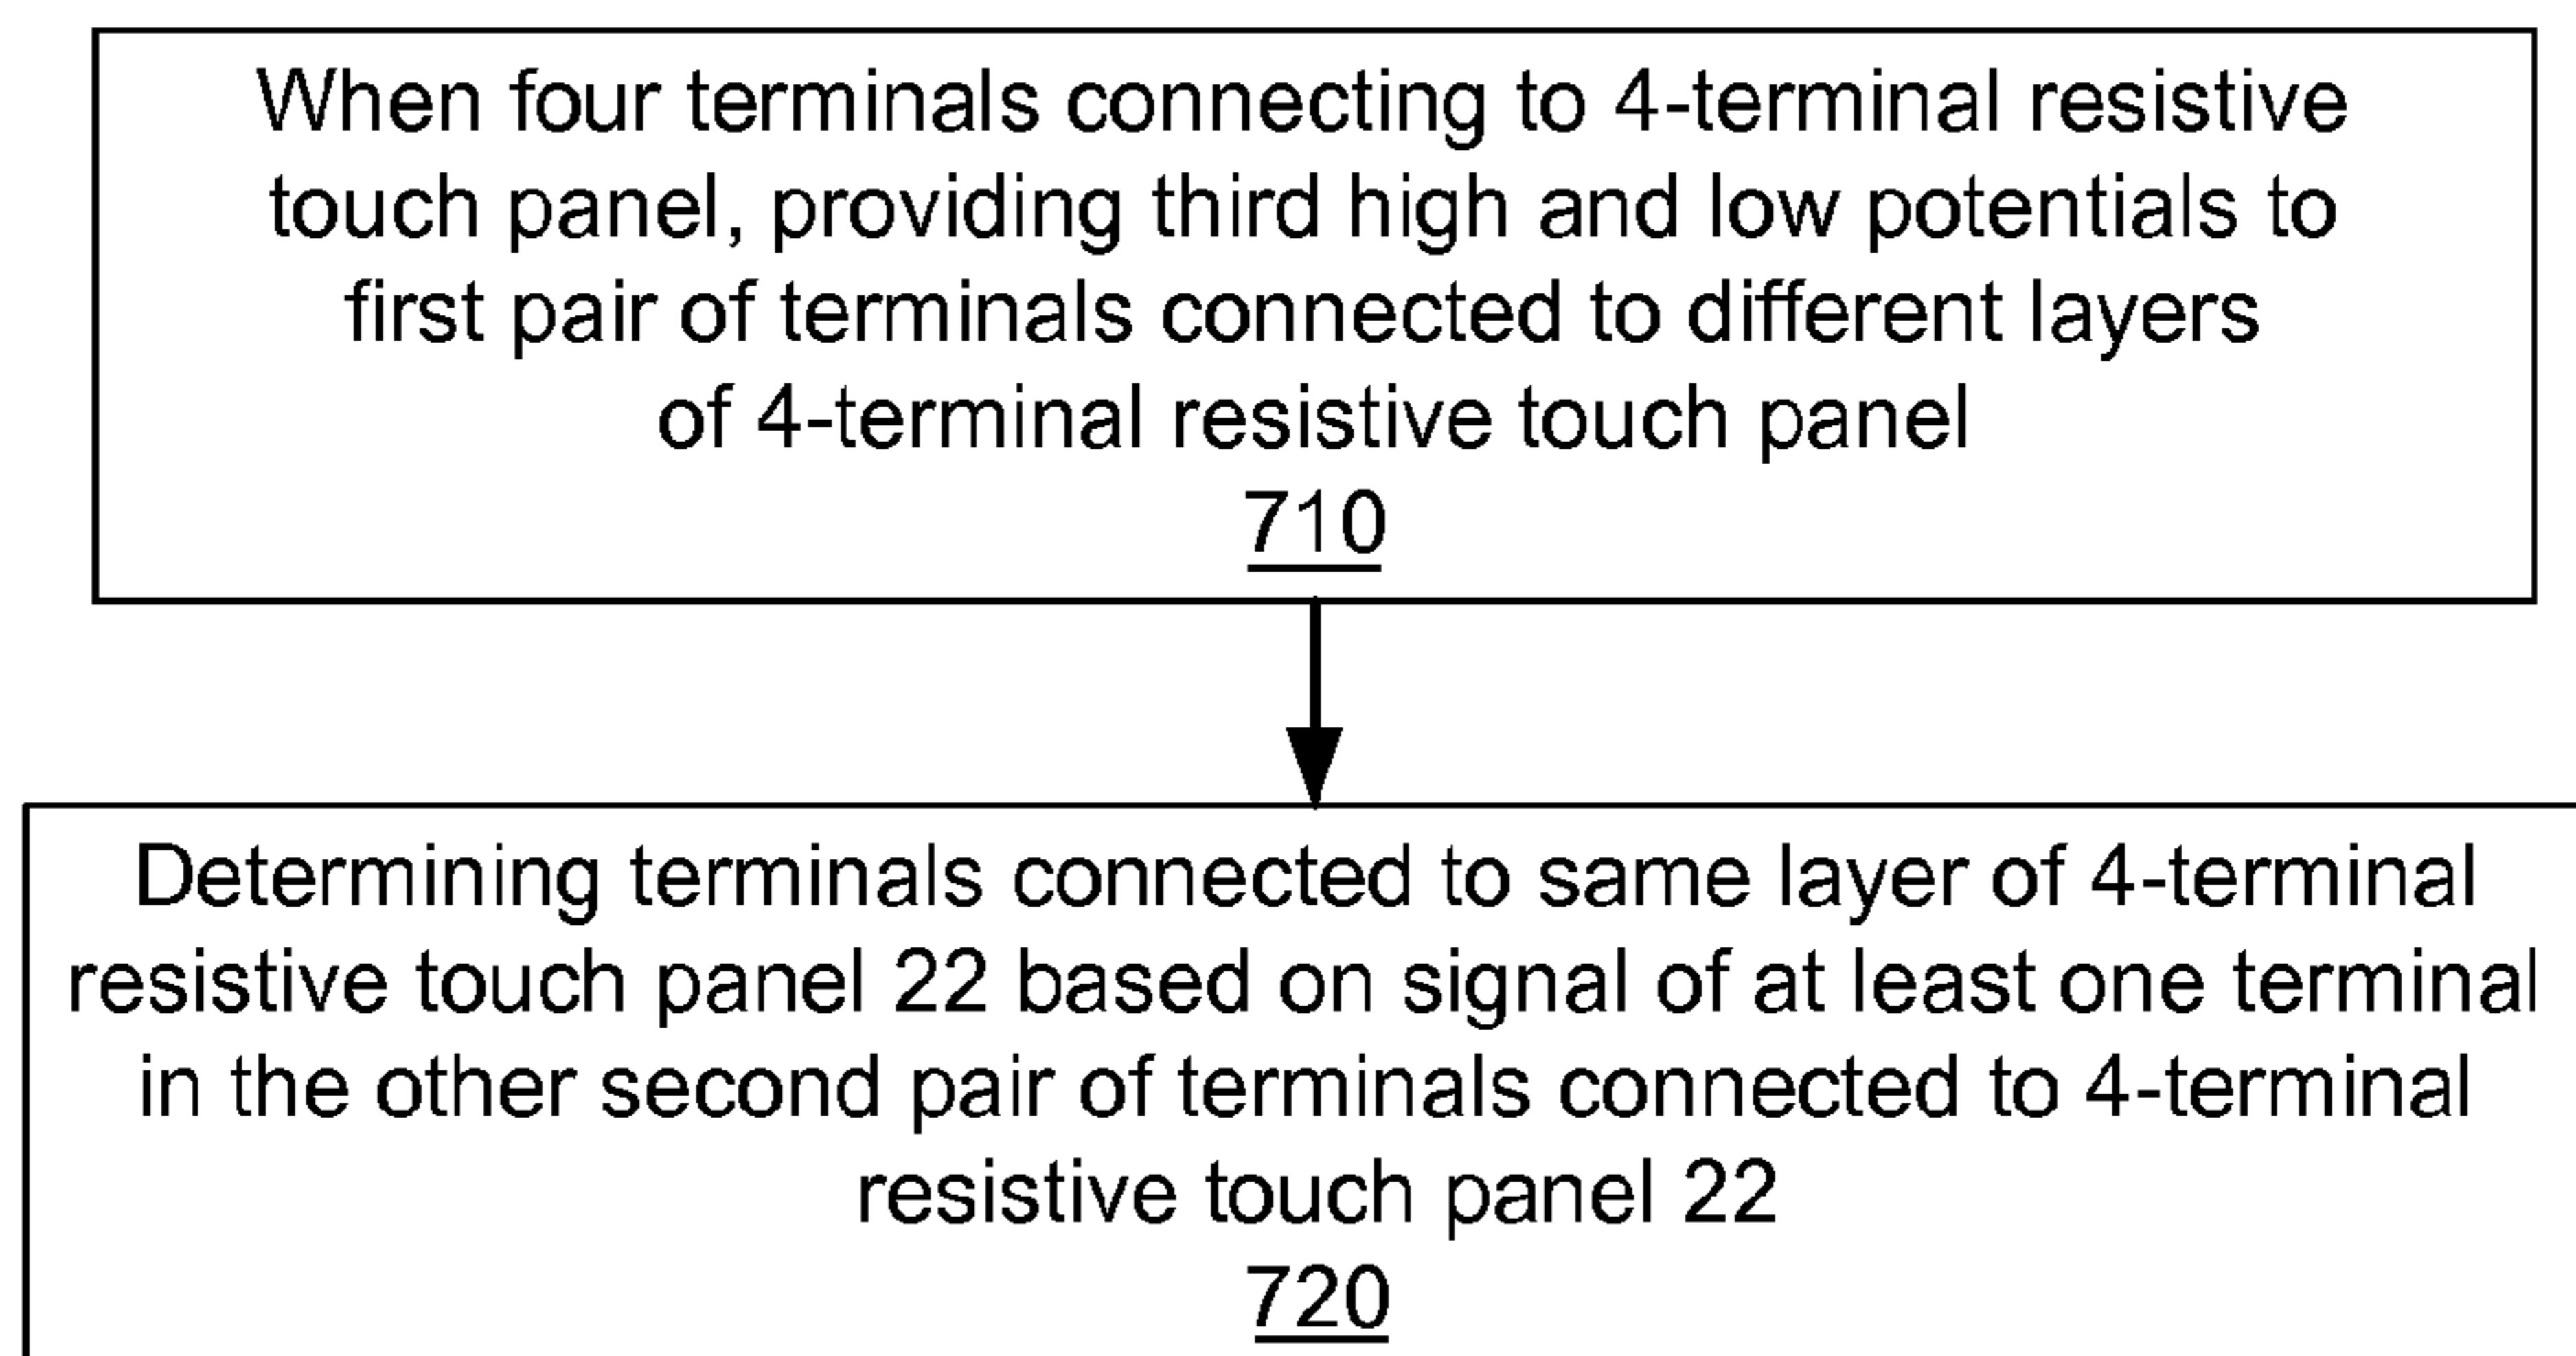 When four terminals connecting to 4-terminal resistive
touch panel, providing third high and low potentials to
first pair of terminals connected to different layers
of 4-terminal resistive touch panel
710
Determining terminals connected to same layer of 4-terminal
resistive touch panel 22 based on signal of at least one terminal
in the other second pair of terminals connected to 4-terminal
resistive touch panel 22
720